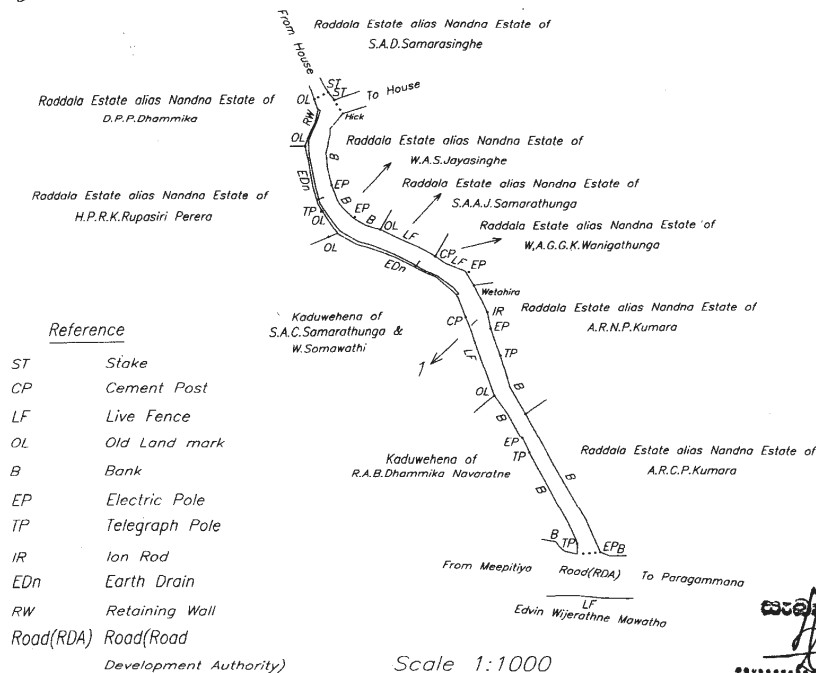 Raddala Estate alias Nandna Estate of
S.A.D.Samarasinghe
From House
ST
ST
To House
OL
Hick
Raddala Estate alias Nandna Estate of
D.P.P.Dhammika
RW
OL
B
Raddala Estate alias Nandna Estate of
W.A.S.Jayasinghe
EDn
EP
B
Raddala Estate alias Nandna Estate of
S.A.A.J.Samarathunga
Raddala Estate alias Nandna Estate of
H.P.R.K.Rupasiri Perera
TP
OL
EP
B
OL
LF
Raddala Estate alias Nandna Estate of
W,A.G.G.K.Wanigathunga
OL
EDn
CP
LF
EP
Wetahira
Kaduwehena of
S.A.C.Samarathunga &
W.Somawathi
CP
IR
EP
Raddala Estate alias Nandna Estate of
A.R.N.P.Kumara
1
LF
TP
OL
B
B
EP
TP
Kaduwehena of
R.A.B.Dhammika Navaratne
B
B
Raddala Estate alias Nandna Estate of
A.R.C.P.Kumara
B
TP
EP
B
From Meepitiya Road(RDA) To Paragammana
LF
Edvin Wijerathne Mawatha
Reference
ST Stake
CP Cement Post
LF Live Fence
OL Old Land mark
B Bank
EP Electric Pole
TP Telegraph Pole
IR Ion Rod
EDn Earth Drain
RW Retaining Wall
Road(RDA) Road(Road
Development Authority)
Scale 1:1000